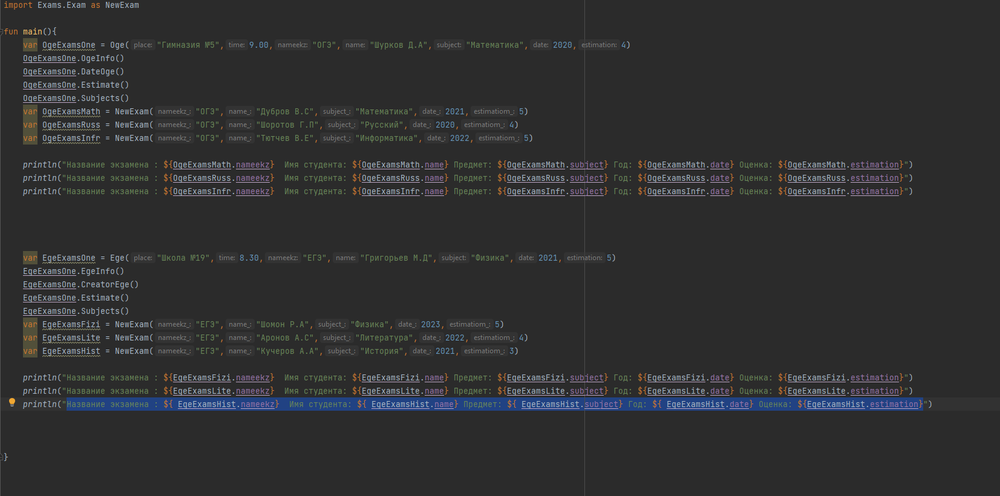 import Exams.Exam as NewExam
fun main(){
var OgeExamsOne = Oge( place: "Гимназия №5", time: 9.00, nameekz: "ОГЭ", name: "Шурков Д.А", subject: "Математика", date: 2020, estimation: 4)
OgeExamsOne.OgeInfo()
OgeExamsOne.DateOge()
OgeExamsOne.Estimate()
OgeExamsOne.Subjects()
var OgeExamsMath = NewExam( nameekz_: "ОГЭ", name_: "Дубров В.С", subject_: "Математика", date_: 2021, estimatiom_: 5)
var OgeExamsRuss = NewExam( nameekz_: "ОГЭ", name_: "Шоротов Г.П", subject_: "Русский", date_: 2020, estimatiom_: 4)
var OgeExamsInfr = NewExam( nameekz_: "ОГЭ", name_: "Тютчев В.Е", subject_: "Информатика", date_: 2022, estimatiom_: 5)
println("Название экзамена : ${OgeExamsMath.nameekz}  Имя студента: ${OgeExamsMath.name} Предмет: ${OgeExamsMath.subject} Год: ${OgeExamsMath.date} Оценка: ${OgeExamsMath.estimation}")
println("Название экзамена : ${OgeExamsRuss.nameekz}  Имя студента: ${OgeExamsRuss.name} Предмет: ${OgeExamsRuss.subject} Год: ${OgeExamsRuss.date} Оценка: ${OgeExamsRuss.estimation}")
println("Название экзамена : ${OgeExamsInfr.nameekz}  Имя студента: ${OgeExamsInfr.name} Предмет: ${OgeExamsInfr.subject} Год: ${OgeExamsInfr.date} Оценка: ${OgeExamsInfr.estimation}")
var EgeExamsOne = Ege( place: "Школа №19", time: 8.30, nameekz: "ЕГЭ", name: "Григорьев М.Д", subject: "Физика", date: 2021, estimation: 5)
EgeExamsOne.EgeInfo()
EgeExamsOne.CreatorEge()
EgeExamsOne.Estimate()
EgeExamsOne.Subjects()
var EgeExamsFizi = NewExam( nameekz_: "ЕГЭ", name_: "Шомон Р.А", subject_: "Физика", date_: 2023, estimatiom_: 5)
var EgeExamsLite = NewExam( nameekz_: "ЕГЭ", name_: "Аронов А.С", subject_: "Литература", date_: 2022, estimatiom_: 4)
var EgeExamsHist = NewExam( nameekz_: "ЕГЭ", name_: "Кучеров А.А", subject_: "История", date_: 2021, estimatiom_: 3)
println("Название экзамена : ${EgeExamsFizi.nameekz}  Имя студента: ${EgeExamsFizi.name} Предмет: ${EgeExamsFizi.subject} Год: ${EgeExamsFizi.date} Оценка: ${EgeExamsFizi.estimation}")
println("Название экзамена : ${EgeExamsLite.nameekz}  Имя студента: ${EgeExamsLite.name} Предмет: ${EgeExamsLite.subject} Год: ${EgeExamsLite.date} Оценка: ${EgeExamsLite.estimation}")
println("Название экзамена : ${ EgeExamsHist.nameekz}  Имя студента: ${ EgeExamsHist.name} Предмет: ${ EgeExamsHist.subject} Год: ${ EgeExamsHist.date} Оценка: ${EgeExamsHist.estimation}")
}